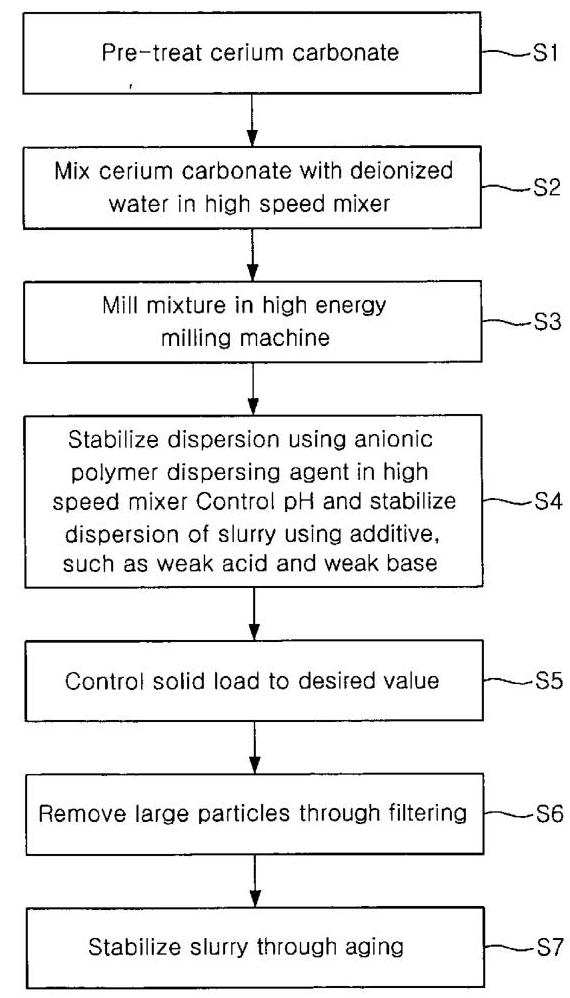 Pre-treat cerium carbonate
S1
Mix cerium carbonate with deionized
water in high speed mixer
S2
Mill mixture in high energy
milling machine
S3
Stabilize dispersion using anionic
polymer dispersing agent in high
speed mixer Control pH and stabilize
dispersion of slurry using additive,
such as weak acid and weak base
S4
Control solid load to desired value
S5
Remove large particles through filtering
S6
Stabilize slurry through aging
S7